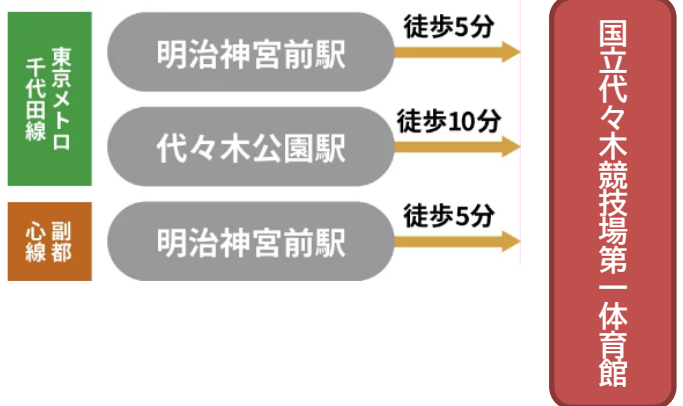 東京メトロ
千代田線
明治神宮前駅
徒歩5分
代々木公園駅
徒歩10分
副都
心線
明治神宮前駅
徒歩5分
国立代々木競技場第一体育館